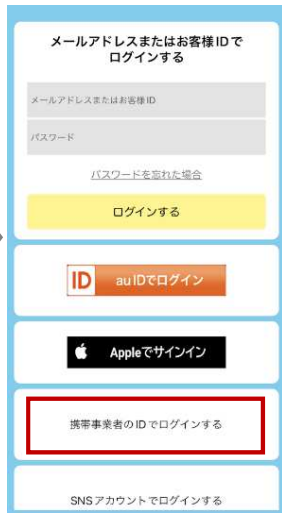 メールアドレスまたはお客様IDで
ログインする
メールアドレスまたはお客様ID
パスワード
パスワードを忘れた場合
ログインする
ID au IDでログイン
Appleでサインイン
携帯事業者のIDでログインする
SNSアカウントでログインする